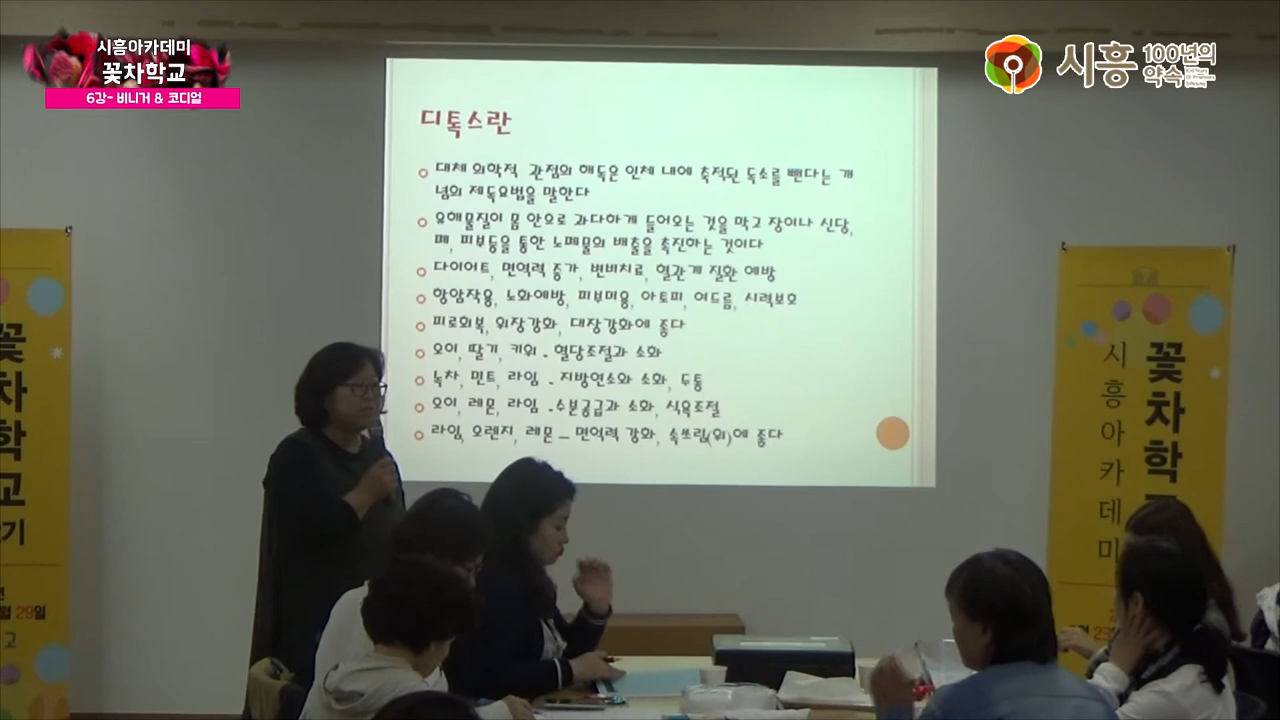 시흥아카데미
꽃차학교
6강- 비니거 & 코디얼
시흥 100년의
약속
디톡스란
대체 의학적 관점의 해독은 인체 내에 축적된 독소를 뺀다는 개
념의 제독요법을 말한다
유해물질이 몸 안으로 과다하게 들어오는 것을 막고 장이나 신당,
폐, 피부등을 통한 노폐물의 배출을 촉진하는 것이다
다이어트, 면역력 증가, 변비치료, 혈관계 질환 예방
항암작용, 노화예방, 피부미용, 아토피, 여드름, 시력보호
피로회복, 위장강화, 대장강화에 좋다
오이, 딸기, 키위 - 혈당조절과 소화
녹차, 민트, 라임 - 지방연소와 소화, 두통
오이, 레몬, 라임 -수분공급과 소화, 식욕조절
라임, 오렌지, 레몬 – 면역력 강화, 속쓰림(위)에 좋다
꽃차학교
기
월 29일
고
꽃차학교
시흥아카데미
23